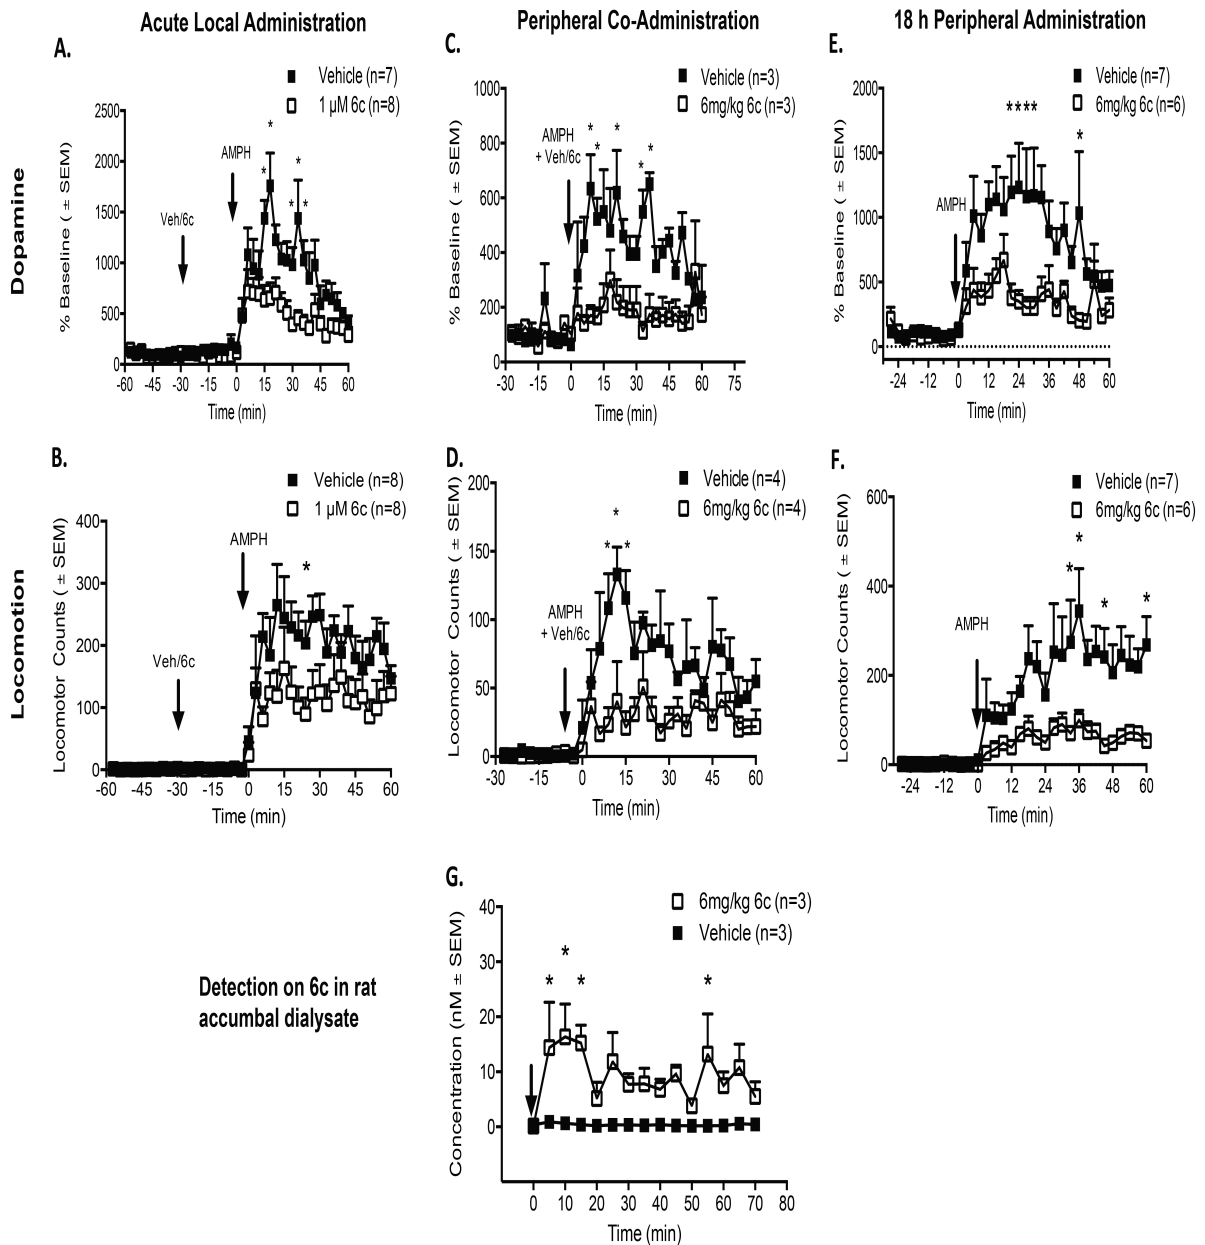 Acute Local Administration
Peripheral Co-Administration
18 h Peripheral Administration
Dopamine
A.
Vehicle (n=7)
1 µM 6c (n=8)
% Baseline ( ± SEM)
2500
2000
1500
1000
500
0
AMPH
Veh/6c
* * * * *
-60 -45 -30 -15 0 15 30 45 60
Time (min)
C.
Vehicle (n=3)
6mg/kg 6c (n=3)
% Baseline ( ± SEM)
1000
800
600
400
200
0
AMPH
+ Veh/6c
* * * * *
-30 -15 0 15 30 45 60 75
Time (min)
E.
Vehicle (n=7)
6mg/kg 6c (n=6)
% Baseline ( ± SEM)
2000
1500
1000
500
0
AMPH
**** *
-24 -12 0 12 24 36 48 60
Time (min)
Locomotion
B.
Vehicle (n=8)
1 µM 6c (n=8)
Locomotor Counts ( ± SEM)
400
300
200
100
0
AMPH
Veh/6c
*
-60 -45 -30 -15 0 15 30 45 60
Time (min)
D.
Vehicle (n=4)
6mg/kg 6c (n=4)
Locomotor Counts ( ± SEM)
200
150
100
50
0
AMPH
+ Veh/6c
* * *
-30 -15 0 15 30 45 60
Time (min)
F.
Vehicle (n=7)
6mg/kg 6c (n=6)
Locomotor Counts ( ± SEM)
600
400
200
0
AMPH
* * * *
-24 -12 0 12 24 36 48 60
Time (min)
Detection on 6c in rat
accumbal dialysate
G.
6mg/kg 6c (n=3)
Vehicle (n=3)
Concentration (nM ± SEM)
40
30
20
10
0
* * * *
0 10 20 30 40 50 60 70 80
Time (min)